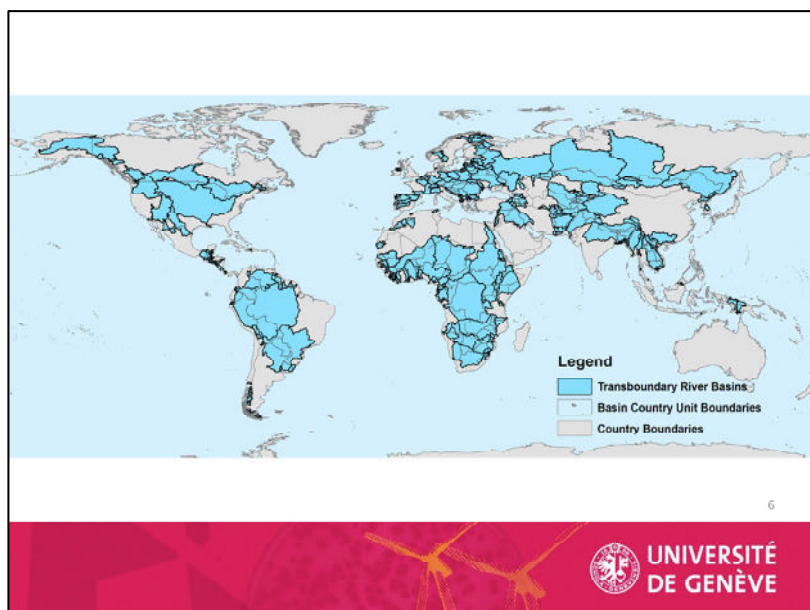 Legend
Transboundary River Basins
Basin Country Unit Boundaries
Country Boundaries
6
UNIVERSITÉ
DE GENÈVE